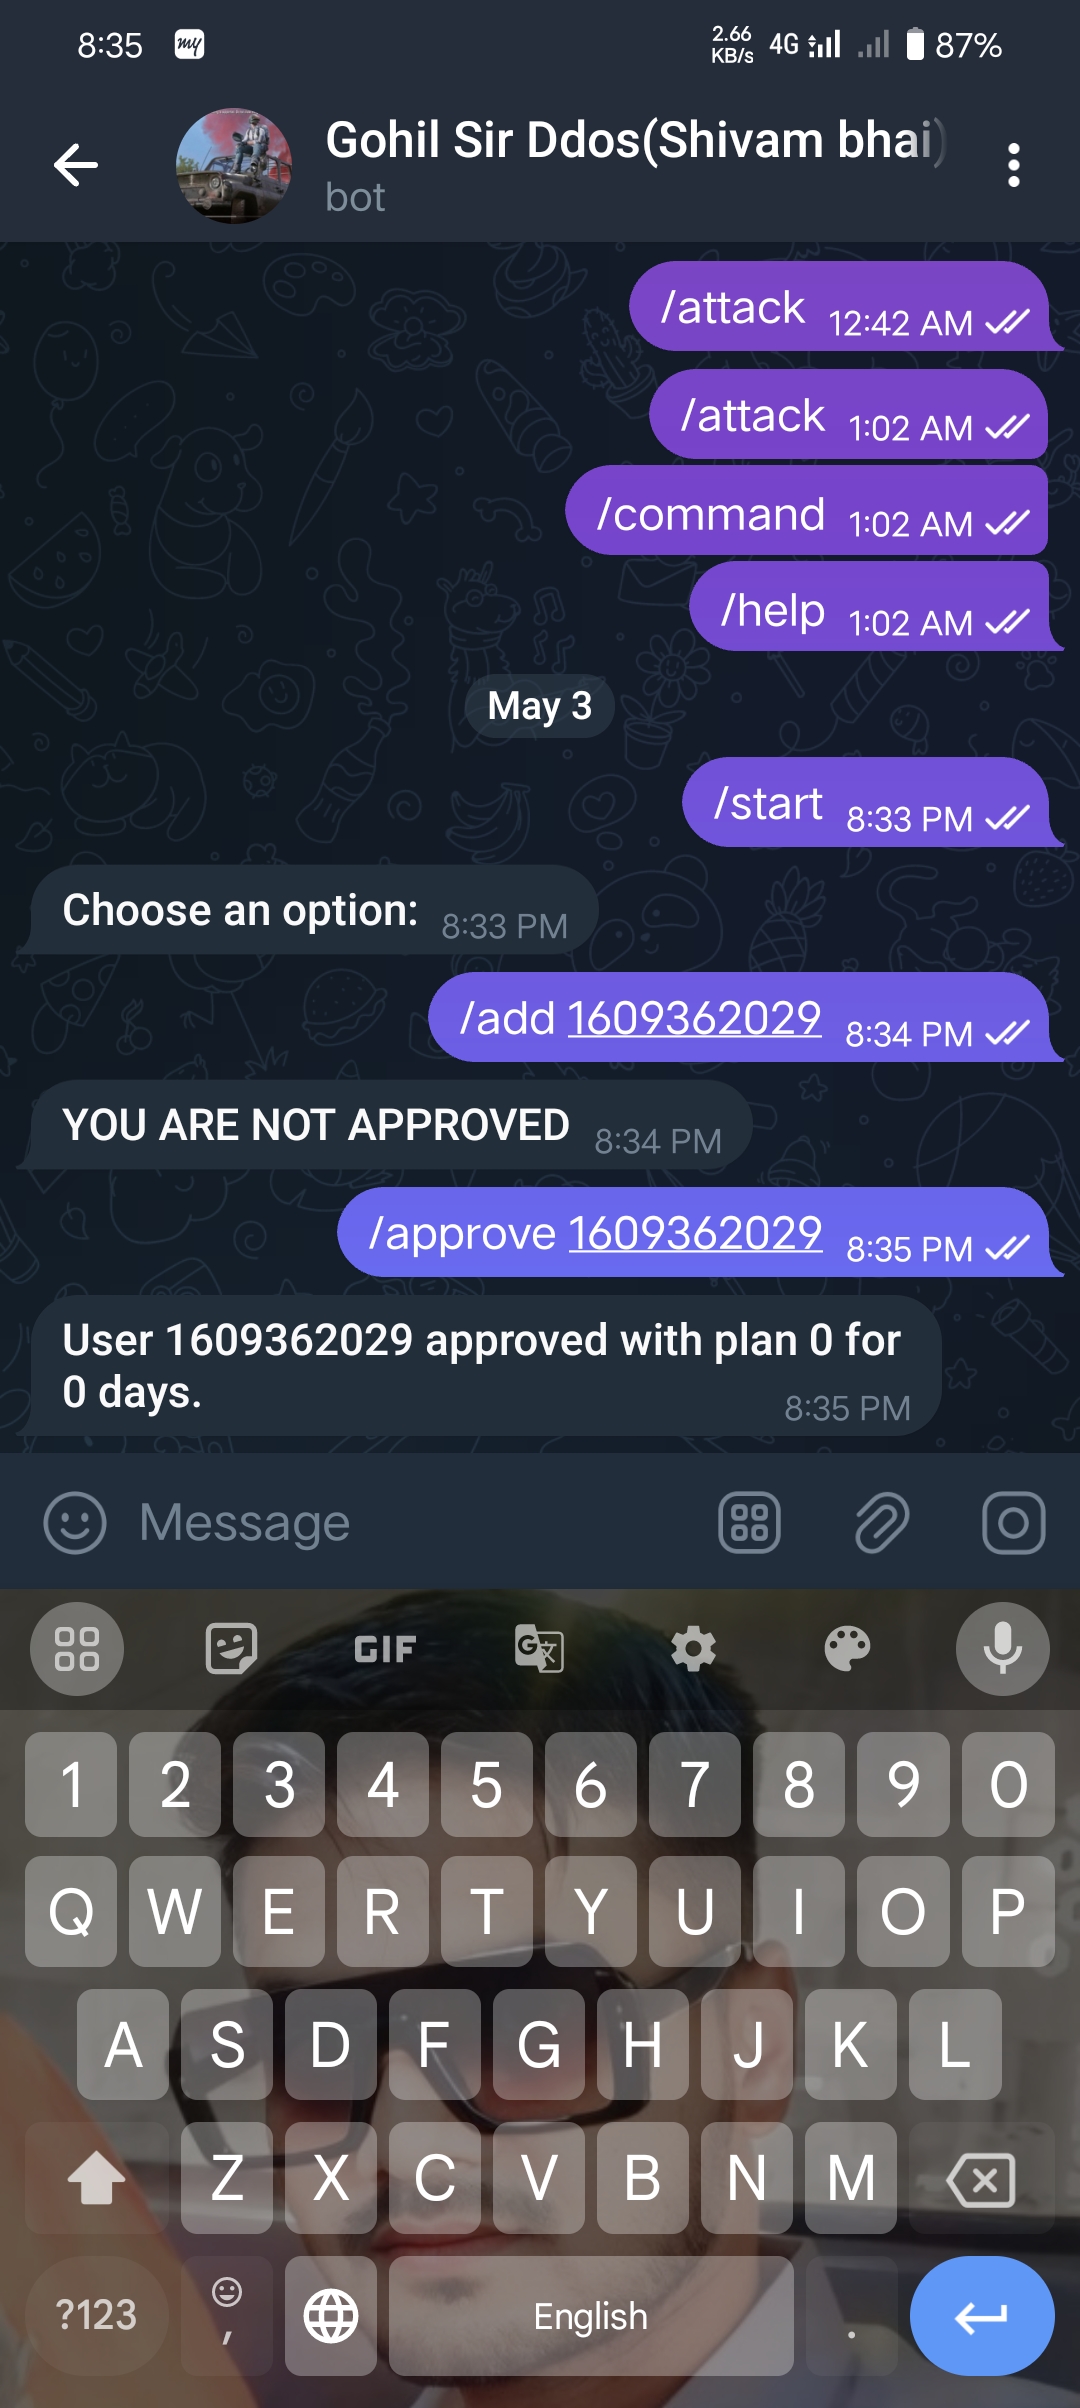 8:35
my
2.66
KB/s
4G
87%
Gohil Sir Ddos(Shivam bhai)
bot
/attack 12:42 AM
/attack 1:02 AM
/command 1:02 AM
/help 1:02 AM
May 3
/start 8:33 PM
Choose an option: 8:33 PM
/add 1609362029 8:34 PM
YOU ARE NOT APPROVED 8:34 PM
/approve 1609362029 8:35 PM
User 1609362029 approved with plan 0 for
0 days. 8:35 PM
Message
GIF
G 文
1 2 3 4 5 6 7 8 9 0
Q W E R T Y U I O P
A S D F G H J K L
Z X C V B N M
?123 , English .